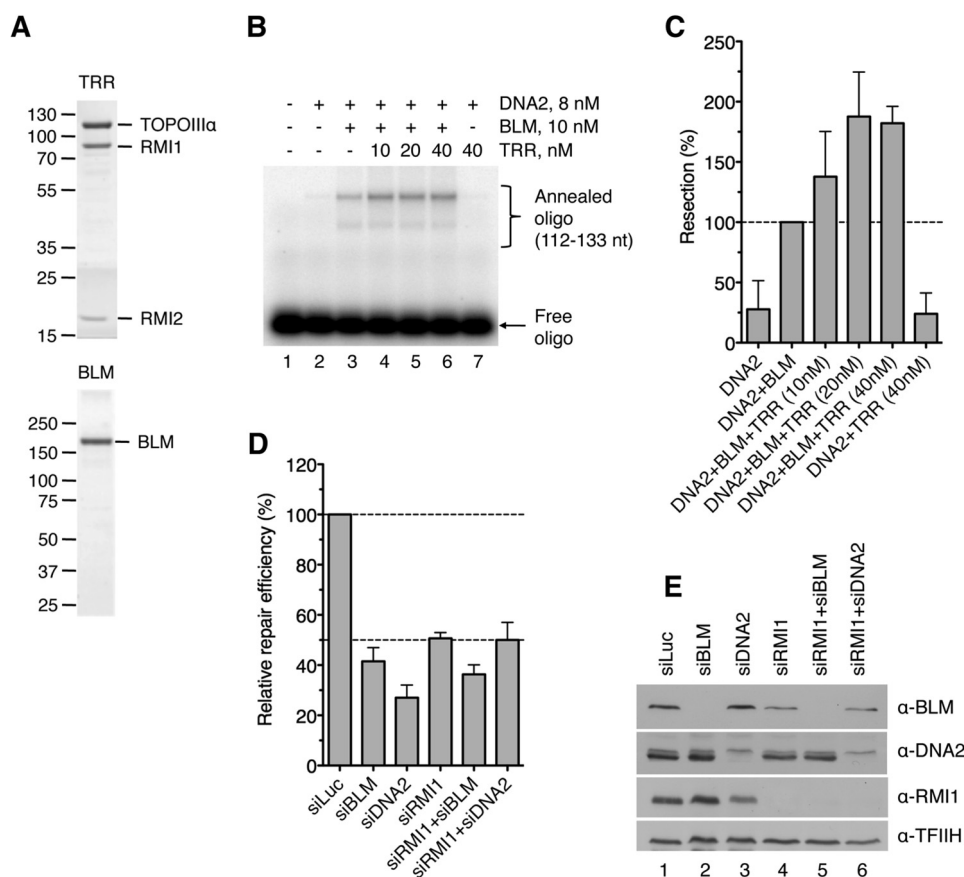 A
TRR
130
100
70
55
35
25
15
TOPOIIIα
RMI1
RMI2
BLM
250
150
100
75
50
37
25
BLM
B
- + + + + + + DNA2, 8 nM
- - + + + + - BLM, 10 nM
- - - 10 20 40 40 TRR, nM
Annealed
oligo
(112-133 nt)
Free
oligo
1 2 3 4 5 6 7
C
Resection (%)
250
200
150
100
50
0
DNA2
DNA2+BLM
DNA2+BLM+TRR (10nM)
DNA2+BLM+TRR (20nM)
DNA2+BLM+TRR (40nM)
DNA2+TRR (40nM)
D
Relative repair efficiency (%)
120
100
80
60
40
20
0
siLuc
siBLM
siDNA2
siRMI1
siRMI1+siBLM
siRMI1+siDNA2
E
siLuc
siBLM
siDNA2
siRMI1
siRMI1+siBLM
siRMI1+siDNA2
α-BLM
α-DNA2
α-RMI1
α-TFIIH
1 2 3 4 5 6